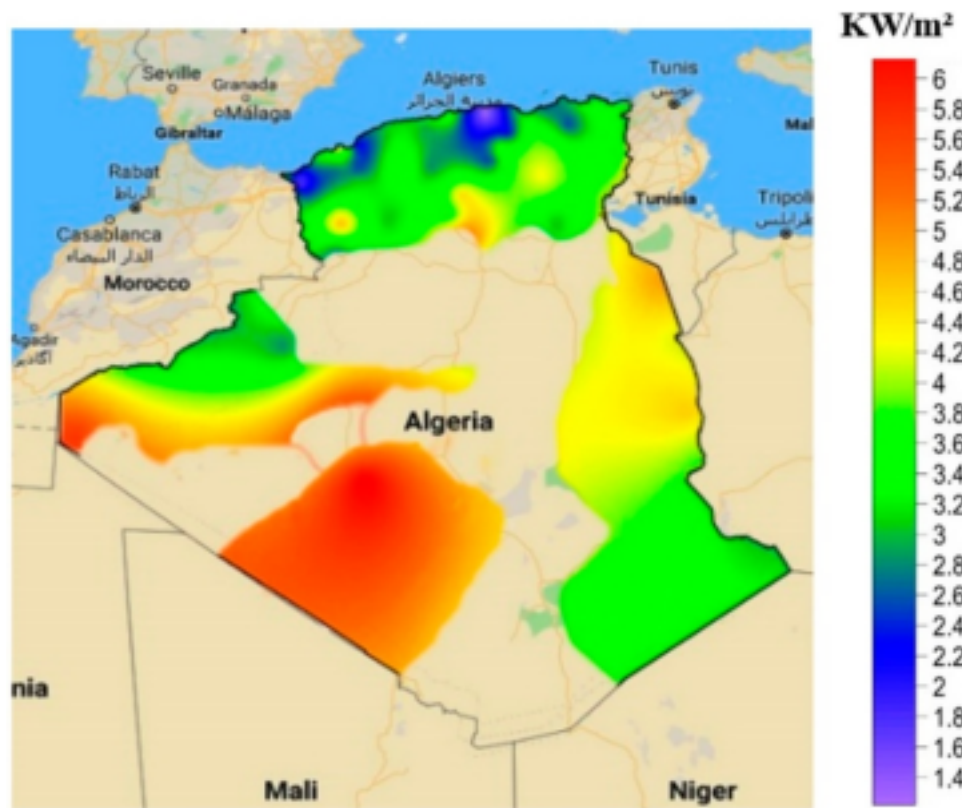 KW/m²
Seville
Granada
Málaga
Gibraltar
Algiers
مدينة الجزائر
Tunis
تونس
Rabat
الرباط
Casablanca
الدار البيضاء
Morocco
Agadir
أكادير
Tunisia
Tripoli
طرابلس
Mal
Algeria
nia
Mali
Niger
6
5.8
5.6
5.4
5.2
5
4.8
4.6
4.4
4.2
4
3.8
3.6
3.4
3.2
3
2.8
2.6
2.4
2.2
2
1.8
1.6
1.4